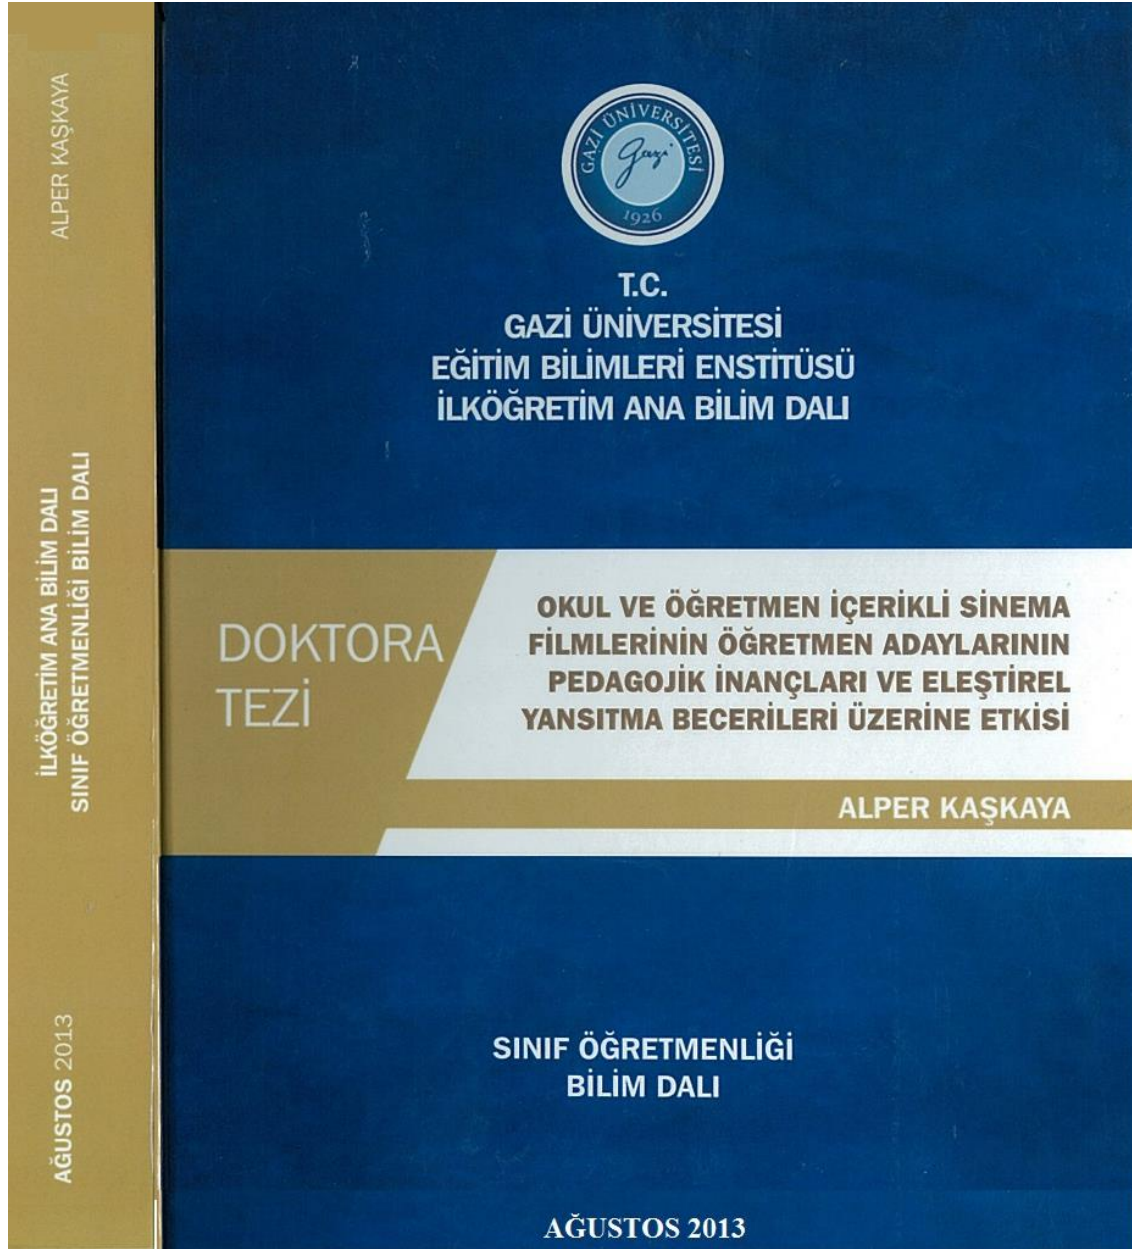 ALPER KAŞKAYA
İLKÖĞRETİM ANA BİLİM DALI
SINIF ÖĞRETMENLİĞİ BİLİM DALI
AĞUSTOS 2013
GAZİ ÜNİVERSİTESİ
Gazi
1926
T.C.
GAZİ ÜNİVERSİTESİ
EĞİTİM BİLİMLERİ ENSTİTÜSÜ
İLKÖĞRETİM ANA BİLİM DALI
DOKTORA
TEZİ
OKUL VE ÖĞRETMEN İÇERİKLİ SİNEMA
FİLMLERİNİN ÖĞRETMEN ADAYLARININ
PEDAGOJİK İNANÇLARI VE ELEŞTİREL
YANSITMA BECERİLERİ ÜZERİNE ETKİSİ
ALPER KAŞKAYA
SINIF ÖĞRETMENLİĞİ
BİLİM DALI
AĞUSTOS 2013